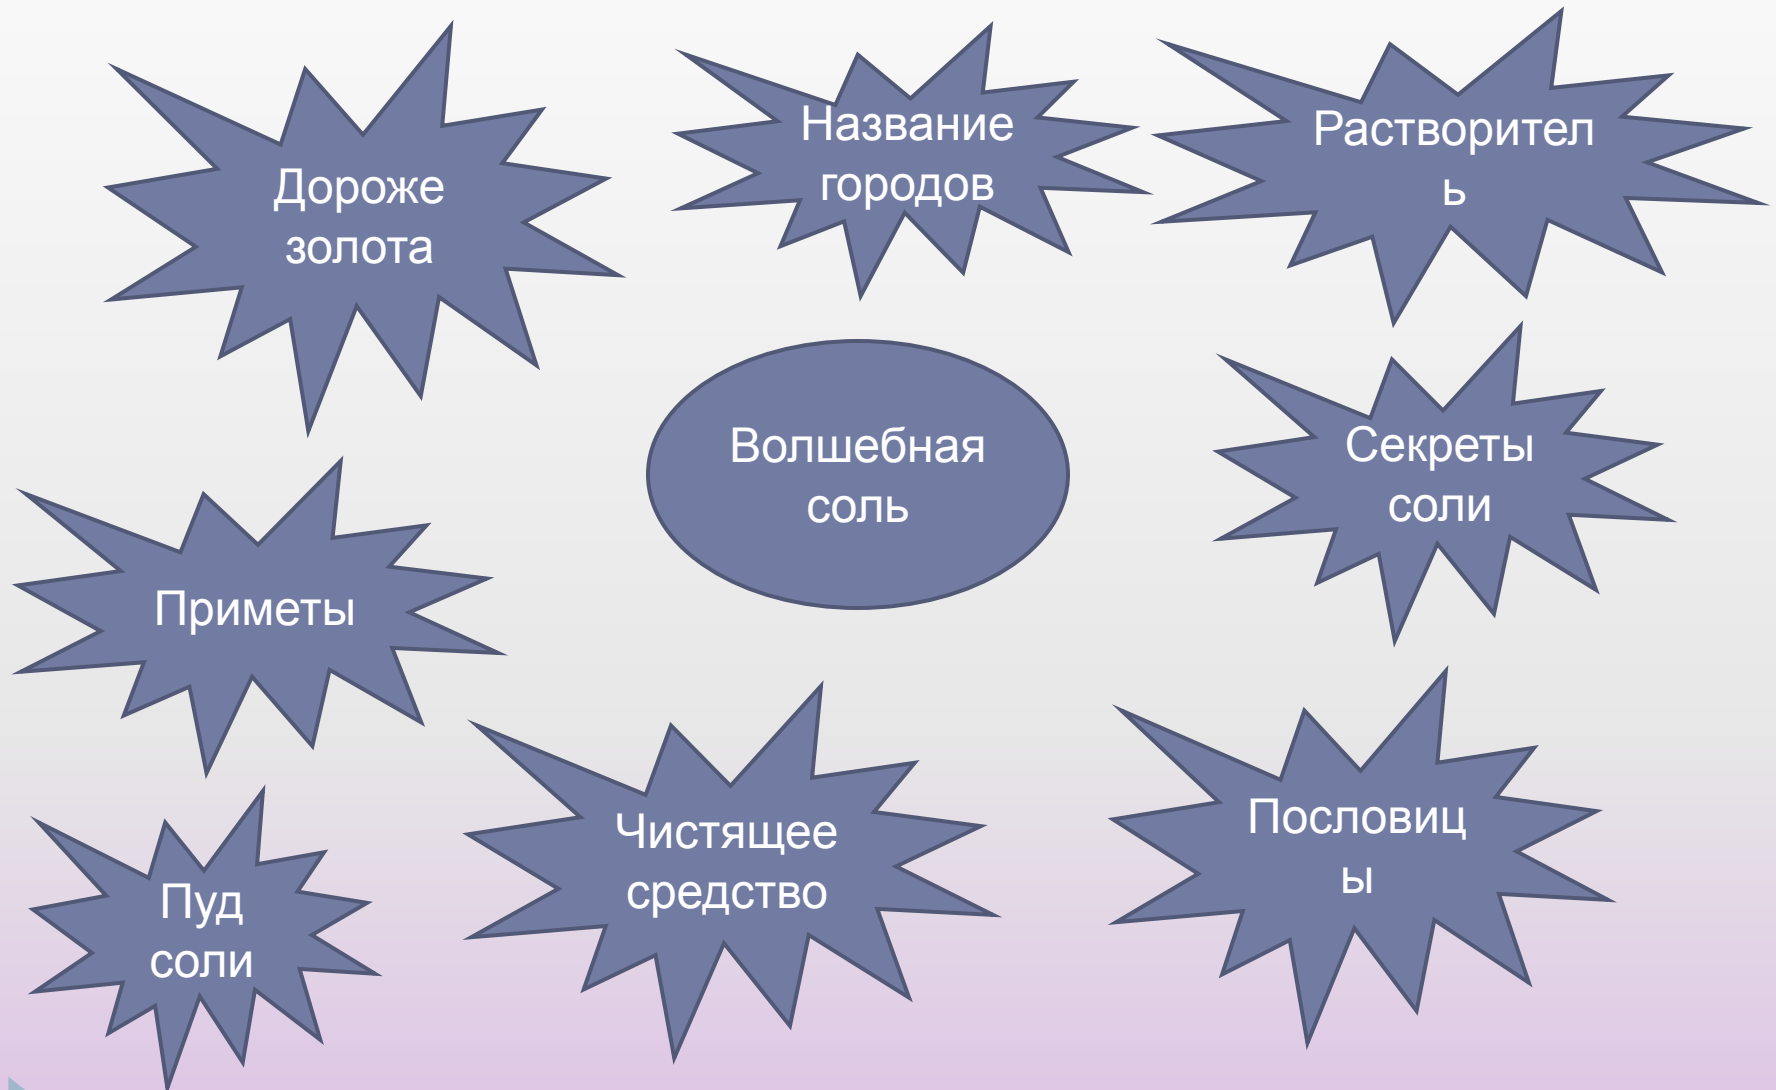 Дороже
золота
Название
городов
Растворител
ь
Волшебная
соль
Секреты
соли
Приметы
Чистящее
средство
Пословиц
ы
Пуд
соли